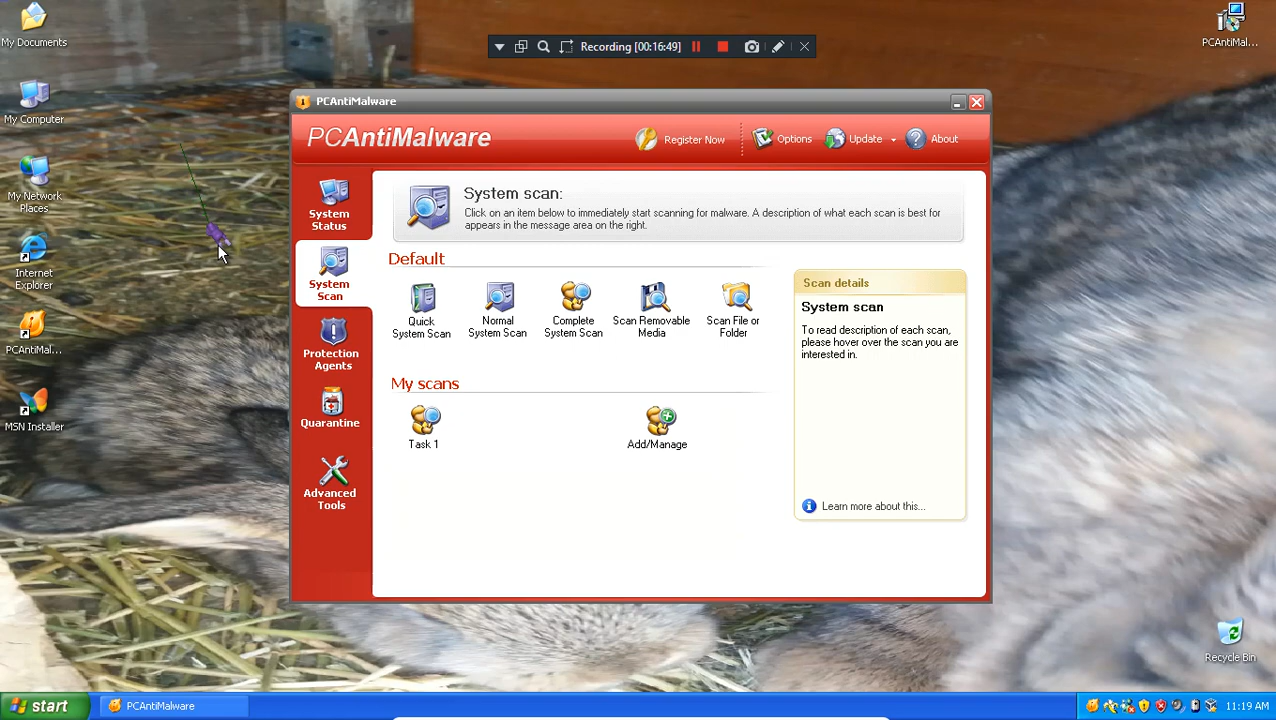 My Documents
PCAntiMal...
Recording [00:16:49]
My Computer
PCAntiMalware
PCAntiMalware
Register Now
Options
Update
About
My Network
Places
System
Status
System scan:
Click on an item below to immediately start scanning for malware. A description of what each scan is best for
appears in the message area on the right.
Internet
Explorer
System
Scan
Default
Quick
System Scan
Normal
System Scan
Complete
System Scan
Scan Removable
Media
Scan File or
Folder
Scan details
System scan
To read description of each scan,
please hover over the scan you are
interested in.
PCAntiMal...
Protection
Agents
My scans
MSN Installer
Quarantine
Task 1
Add/Manage
Advanced
Tools
Learn more about this...
Recycle Bin
start
PCAntiMalware
11:19 AM